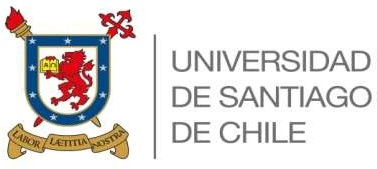 LABOR LÆTITIA NOSTRA
UNIVERSIDAD
DE SANTIAGO
DE CHILE